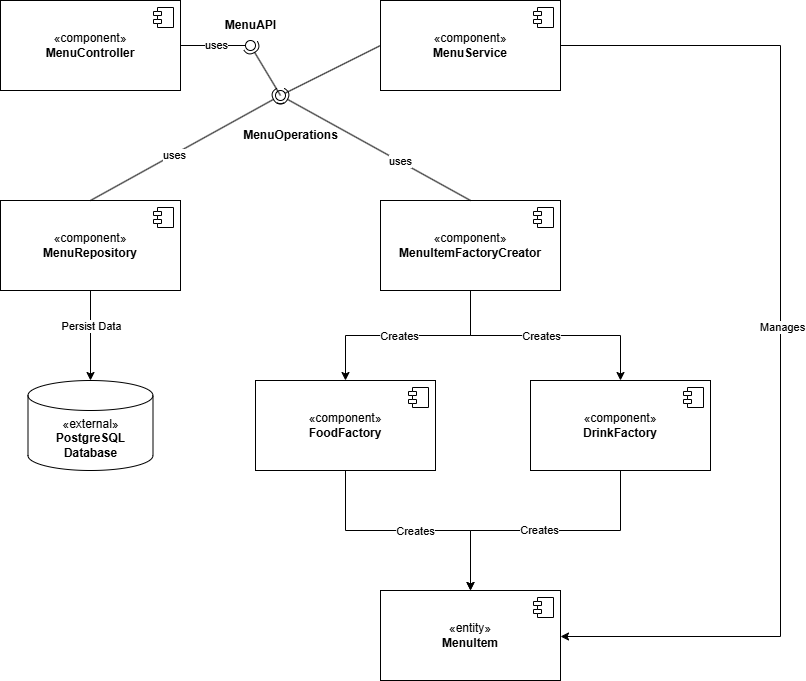 MenuAPI
«component»
MenuController
uses
«component»
MenuService
MenuOperations
uses
uses
«component»
MenuRepository
«component»
MenuItemFactoryCreator
Persist Data
Creates
Creates
Manages
«external»
PostgreSQL
Database
«component»
FoodFactory
«component»
DrinkFactory
Creates
Creates
«entity»
MenuItem